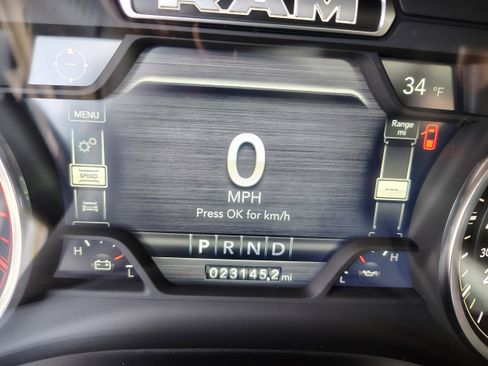 RAM
34 °F
MENU
Range
mi
0
SPEED
---
MPH
Press OK for km/h
P R N D
H
H
023145.2 mi
L
L